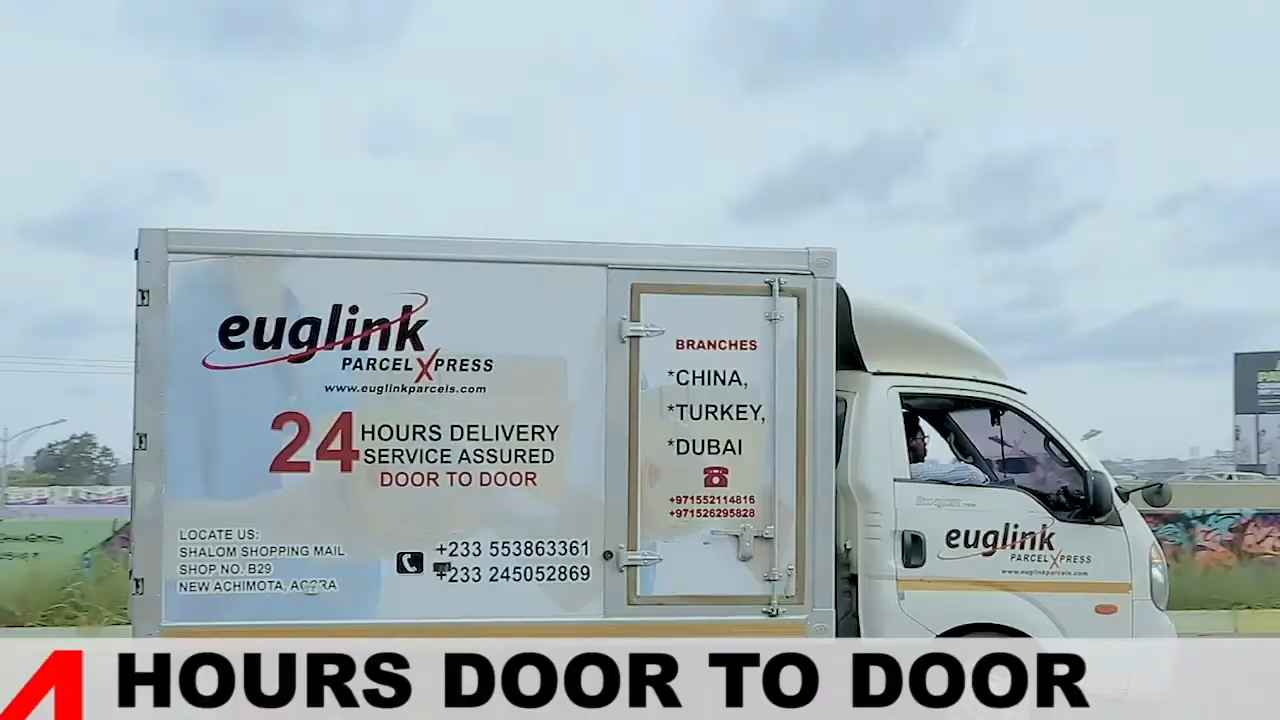 euglink
PARCEL XPRESS
www.euglinkparcels.com
24 HOURS DELIVERY
SERVICE ASSURED
DOOR TO DOOR
LOCATE US:
SHALOM SHOPPING MAIL
SHOP NO. B29
NEW ACHIMOTA, ACCRA
+233 553863361
+233 245052869
BRANCHES
*CHINA,
*TURKEY,
*DUBAI
+971552114816
+971526295828
euglink
PARCEL XPRESS
www.euglinkparcels.com
4 HOURS DOOR TO DOOR